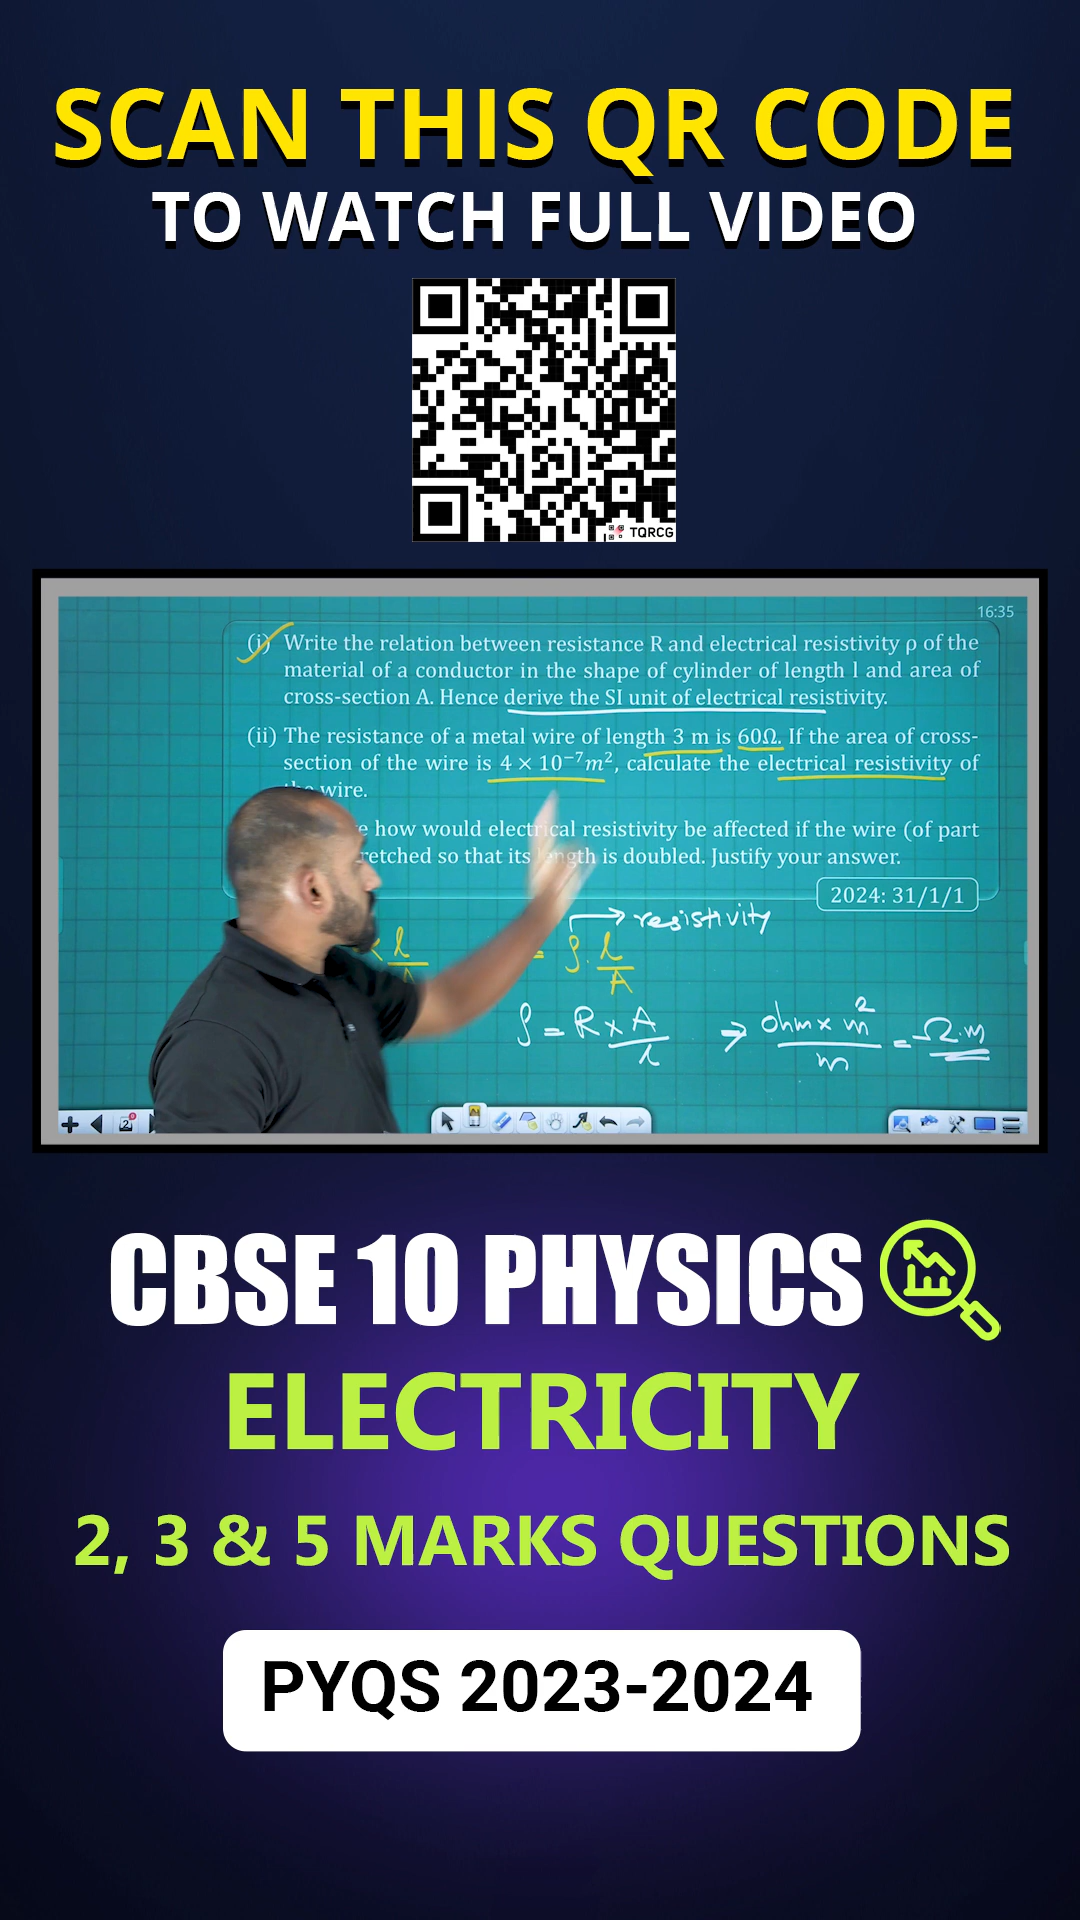 SCAN THIS QR CODE
TO WATCH FULL VIDEO
TQRCG
16:35
(i) Write the relation between resistance R and electrical resistivity ρ of the
material of a conductor in the shape of cylinder of length l and area of
cross-section A. Hence derive the SI unit of electrical resistivity.
(ii) The resistance of a metal wire of length 3 m is 60Ω. If the area of cross-
section of the wire is 4 × 10⁻⁷m², calculate the electrical resistivity of
the wire.
how would electrical resistivity be affected if the wire (of part
so that its length is doubled. Justify your answer.
2024: 31/1/1
→ resistivity
l/A = ρ · l/A
ρ = R × A/l → ohm × m²/m = Ω·m
2
CBSE 10 PHYSICS
ELECTRICITY
2, 3 & 5 MARKS QUESTIONS
PYQS 2023-2024